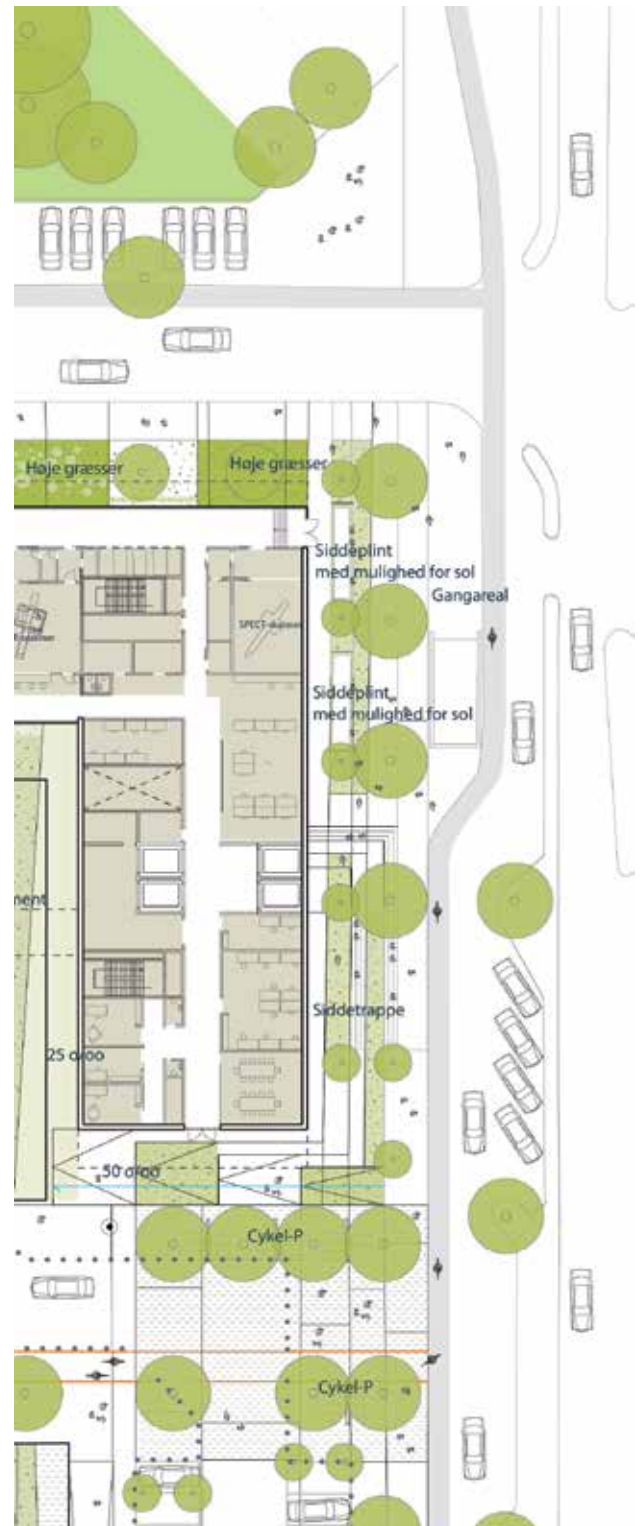 Høje græsser
Høje græsser
Siddeplint
med mulighed for sol
Gangareal
SPECT-skanner
Siddeplint
med mulighed for sol
ment
Siddetrappe
25 o/oo
50 o/oo
Cykel-P
Cykel-P